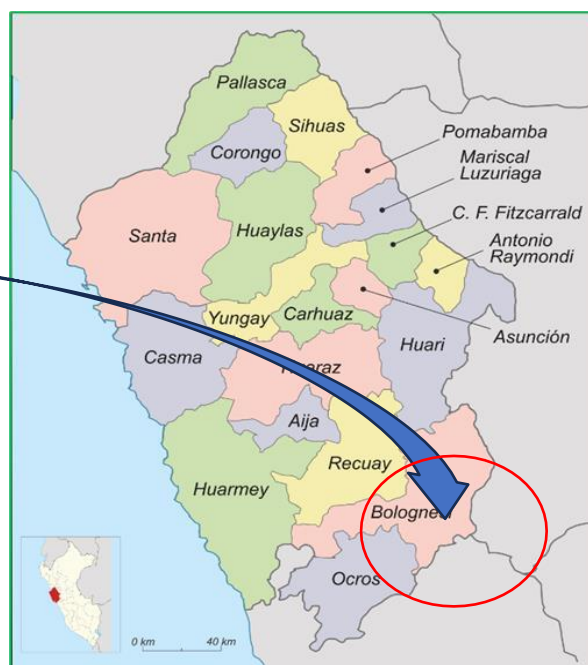 Pallasca
Sihuas
Pomabamba
Corongo
Mariscal
Luzuriaga
C. F. Fitzcarrald
Santa
Huaylas
Antonio
Raymondi
Yungay
Carhuaz
Asunción
Casma
Huari
Huaraz
Aija
Recuay
Huarmey
Bolognesi
Ocros
0 km
40 km